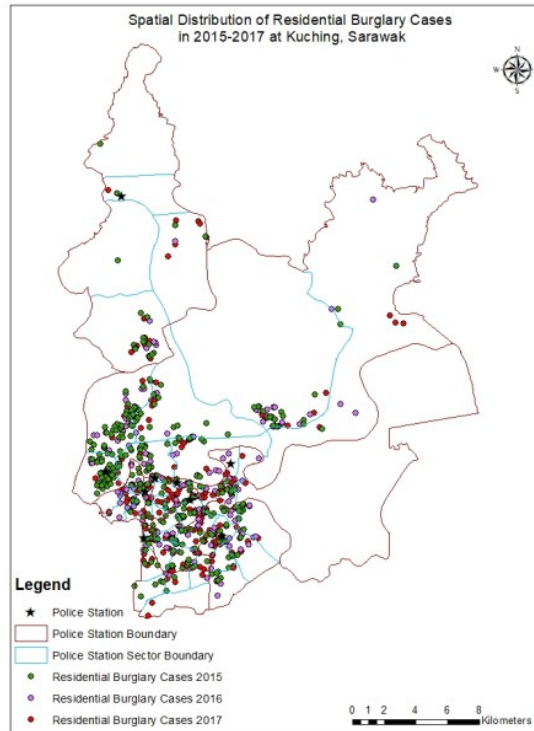 Spatial Distribution of Residential Burglary Cases
in 2015-2017 at Kuching, Sarawak
N
W E
S
Legend
Police Station
Police Station Boundary
Police Station Sector Boundary
Residential Burglary Cases 2015
Residential Burglary Cases 2016
Residential Burglary Cases 2017
0 1 2 4 6 8
Kilometers